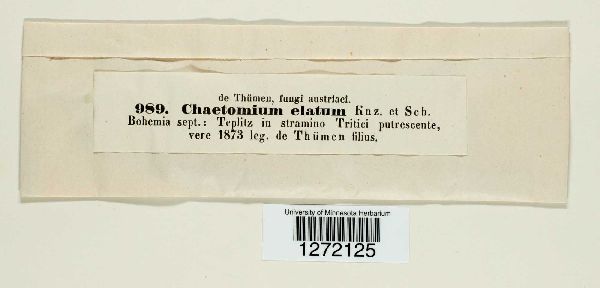 de Thümen, fungi austriaci.
989. Chaetomium elatum Knz. et Sch.
Bohemia sept.: Teplitz in stramino Tritici putrescente,
vere 1873 leg. de Thümen filius.
University of Minnesota Herbarium
1272125